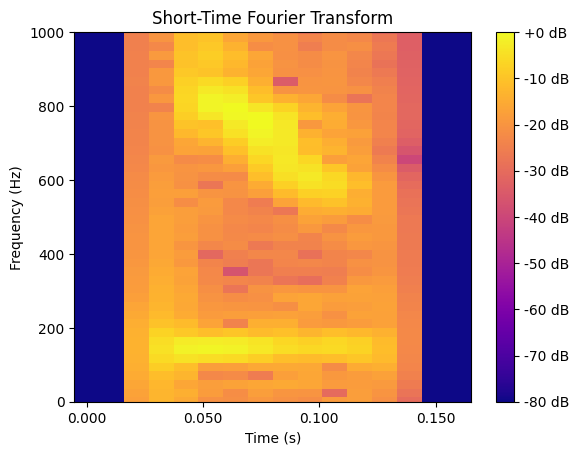 Short-Time Fourier Transform
1000
800
600
400
200
0
Frequency (Hz)
0.000
0.050
0.100
0.150
Time (s)
+0 dB
-10 dB
-20 dB
-30 dB
-40 dB
-50 dB
-60 dB
-70 dB
-80 dB